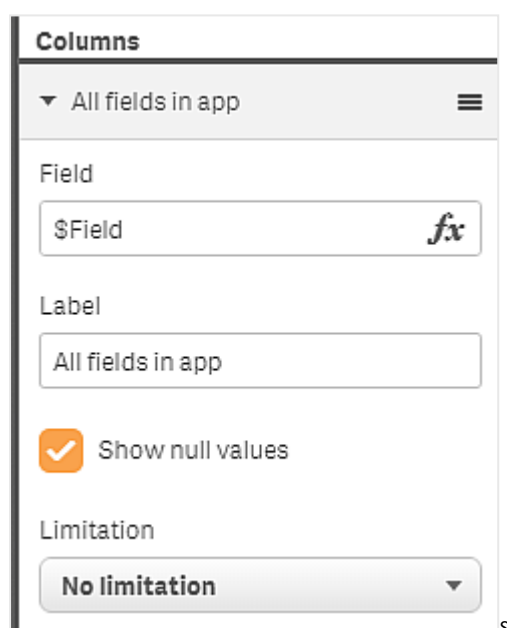 Columns
All fields in app
Field
$Field fx
Label
All fields in app
Show null values
Limitation
No limitation
s